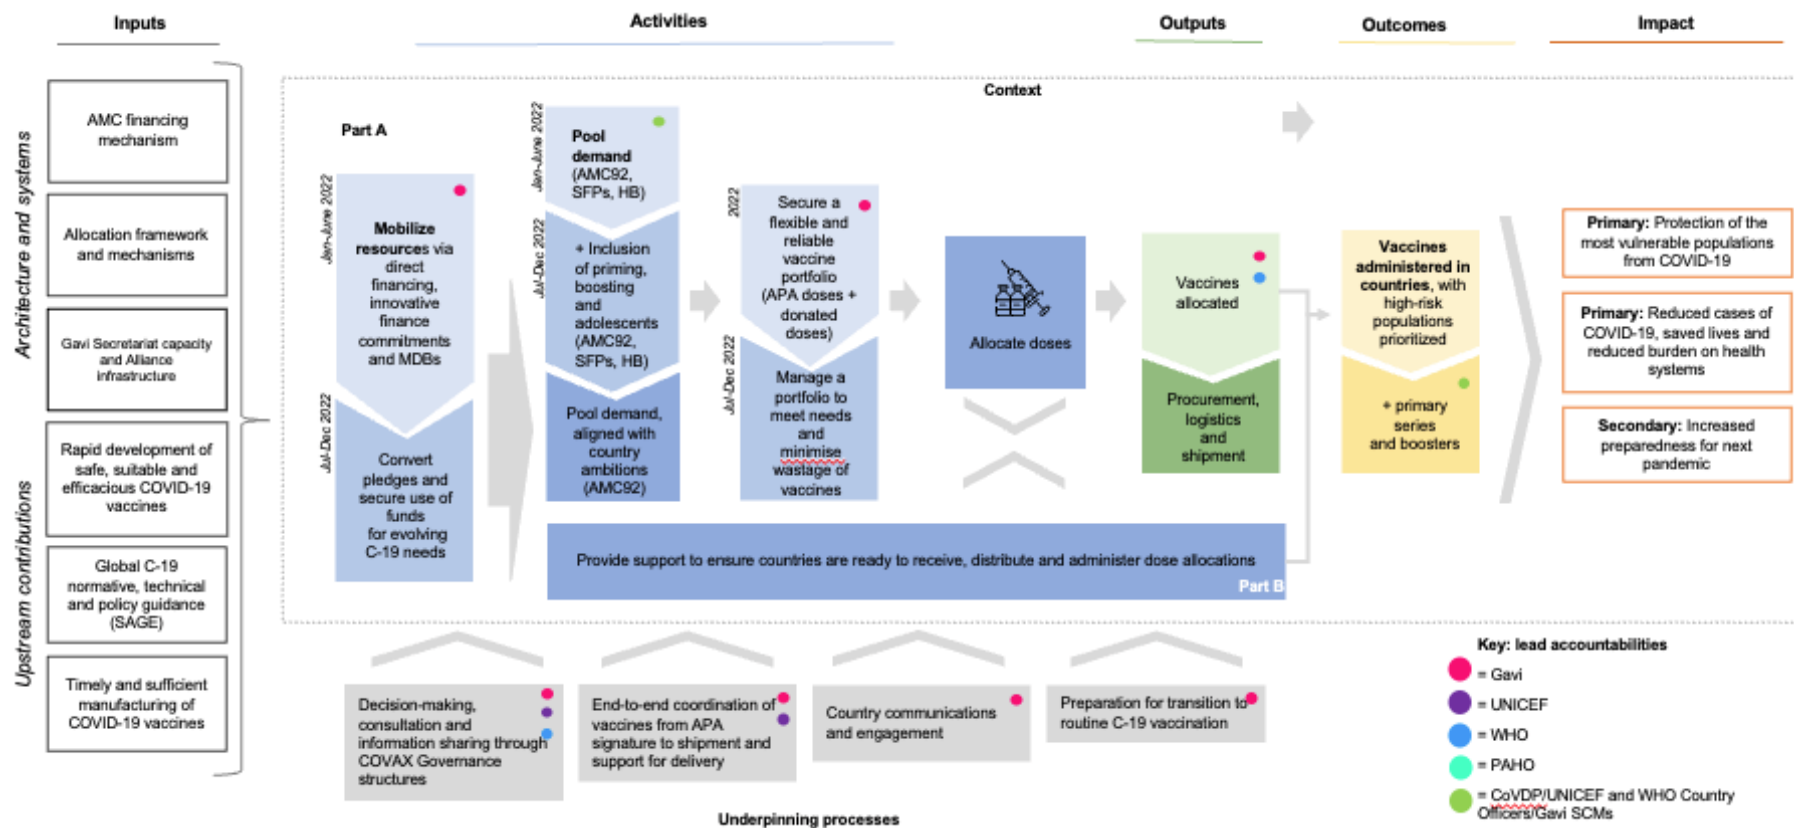 Inputs
Activities
Outputs
Outcomes
Impact
Architecture and systems
AMC financing
mechanism
Allocation framework
and mechanisms
Gavi Secretariat capacity
and Alliance
infrastructure
Upstream contributions
Rapid development of
safe, suitable and
efficacious COVID-19
vaccines
Global C-19
normative, technical
and policy guidance
(SAGE)
Timely and sufficient
manufacturing of
COVID-19 vaccines
Context
Part A
Jan-June 2022
Mobilize
resources via
direct
financing,
innovative
finance
commitments
and MDBs
Jul-Dec 2022
Convert
pledges and
secure use of
funds
for evolving
C-19 needs
Jan-June 2022
Pool
demand
(AMC92,
SFPs, HB)
Jul-Dec 2022
+ Inclusion
of priming,
boosting
and
adolescents
(AMC92,
SFPs, HB)
Pool demand,
aligned with
country
ambitions
(AMC92)
2022
Secure a
flexible and
reliable
vaccine
portfolio
(APA doses +
donated
doses)
Jul-Dec 2022
Manage a
portfolio to
meet needs
and
minimise
wastage of
vaccines
Allocate doses
Vaccines
allocated
Procurement,
logistics
and
shipment
Vaccines
administered in
countries, with
high-risk
populations
prioritized
+ primary
series
and boosters
Primary: Protection of the
most vulnerable populations
from COVID-19
Primary: Reduced cases of
COVID-19, saved lives and
reduced burden on health
systems
Secondary: Increased
preparedness for next
pandemic
Provide support to ensure countries are ready to receive, distribute and administer dose allocations
Part B
Decision-making,
consultation and
information sharing through
COVAX Governance
structures
End-to-end coordination of
vaccines from APA
signature to shipment and
support for delivery
Country communications
and engagement
Preparation for transition to
routine C-19 vaccination
Underpinning processes
Key: lead accountabilities
= Gavi
= UNICEF
= WHO
= PAHO
= CoVDP/UNICEF and WHO Country
Officers/Gavi SCMs